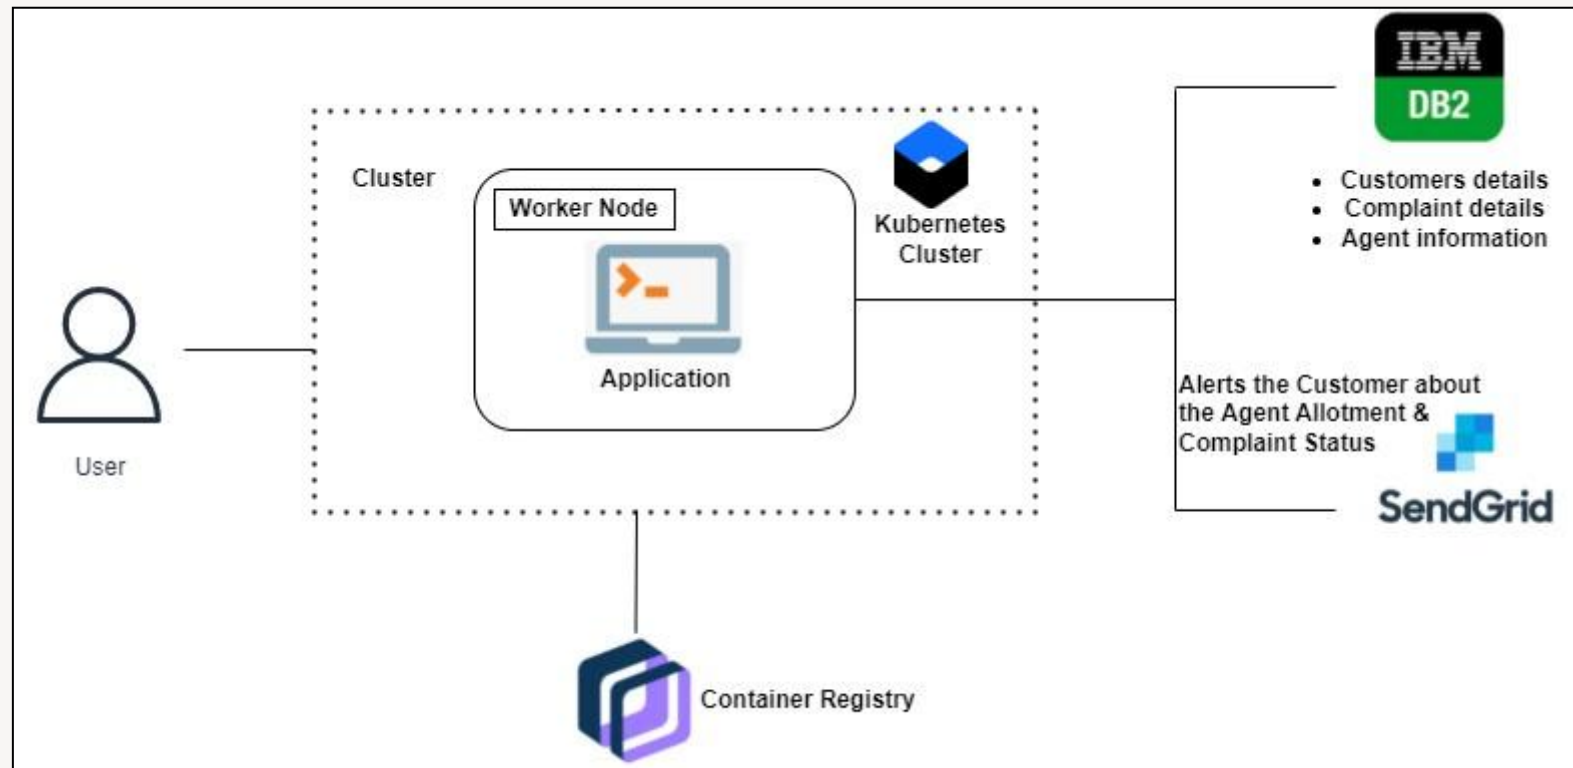 IBM
DB2
Cluster
Worker Node
Kubernetes
Cluster
Application
• Customers details
• Complaint details
• Agent information
User
Alerts the Customer about
the Agent Allotment &
Complaint Status
SendGrid
Container Registry